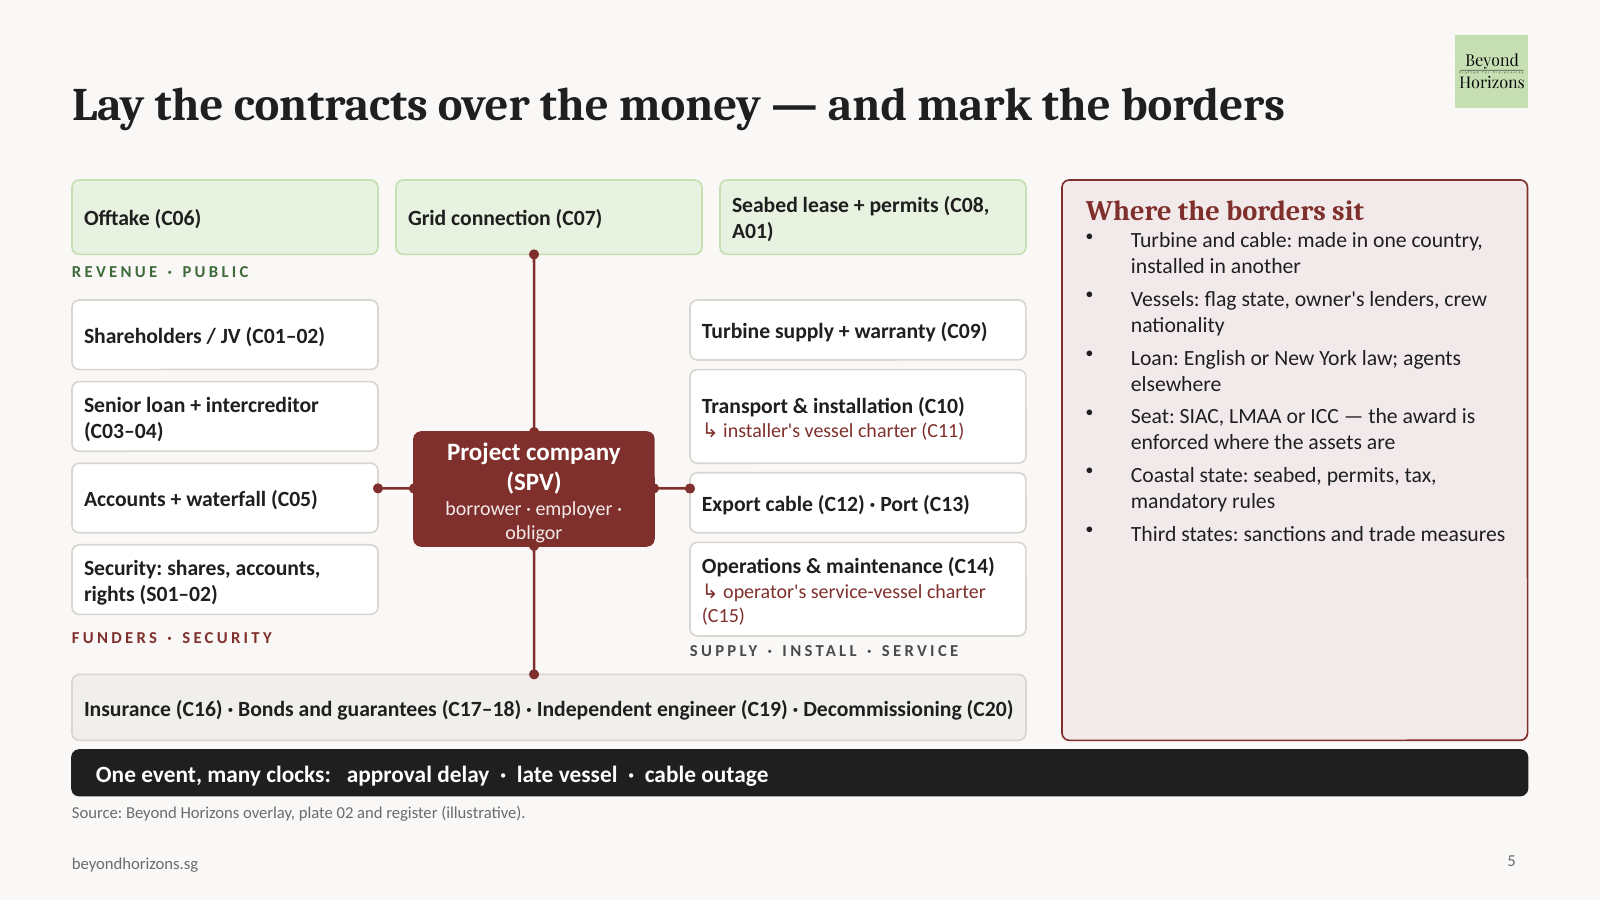 Beyond
Horizons
Lay the contracts over the money — and mark the borders
Offtake (C06)
Grid connection (C07)
Seabed lease + permits (C08,
A01)
REVENUE · PUBLIC
Shareholders / JV (C01–02)
Senior loan + intercreditor
(C03–04)
Accounts + waterfall (C05)
Security: shares, accounts,
rights (S01–02)
FUNDERS · SECURITY
Project company
(SPV)
borrower · employer ·
obligor
Turbine supply + warranty (C09)
Transport & installation (C10)
↳ installer's vessel charter (C11)
Export cable (C12) · Port (C13)
Operations & maintenance (C14)
↳ operator's service-vessel charter
(C15)
SUPPLY · INSTALL · SERVICE
Insurance (C16) · Bonds and guarantees (C17–18) · Independent engineer (C19) · Decommissioning (C20)
Where the borders sit
• Turbine and cable: made in one country,
installed in another
• Vessels: flag state, owner's lenders, crew
nationality
• Loan: English or New York law; agents
elsewhere
• Seat: SIAC, LMAA or ICC — the award is
enforced where the assets are
• Coastal state: seabed, permits, tax,
mandatory rules
• Third states: sanctions and trade measures
One event, many clocks: approval delay · late vessel · cable outage
Source: Beyond Horizons overlay, plate 02 and register (illustrative).
beyondhorizons.sg
5